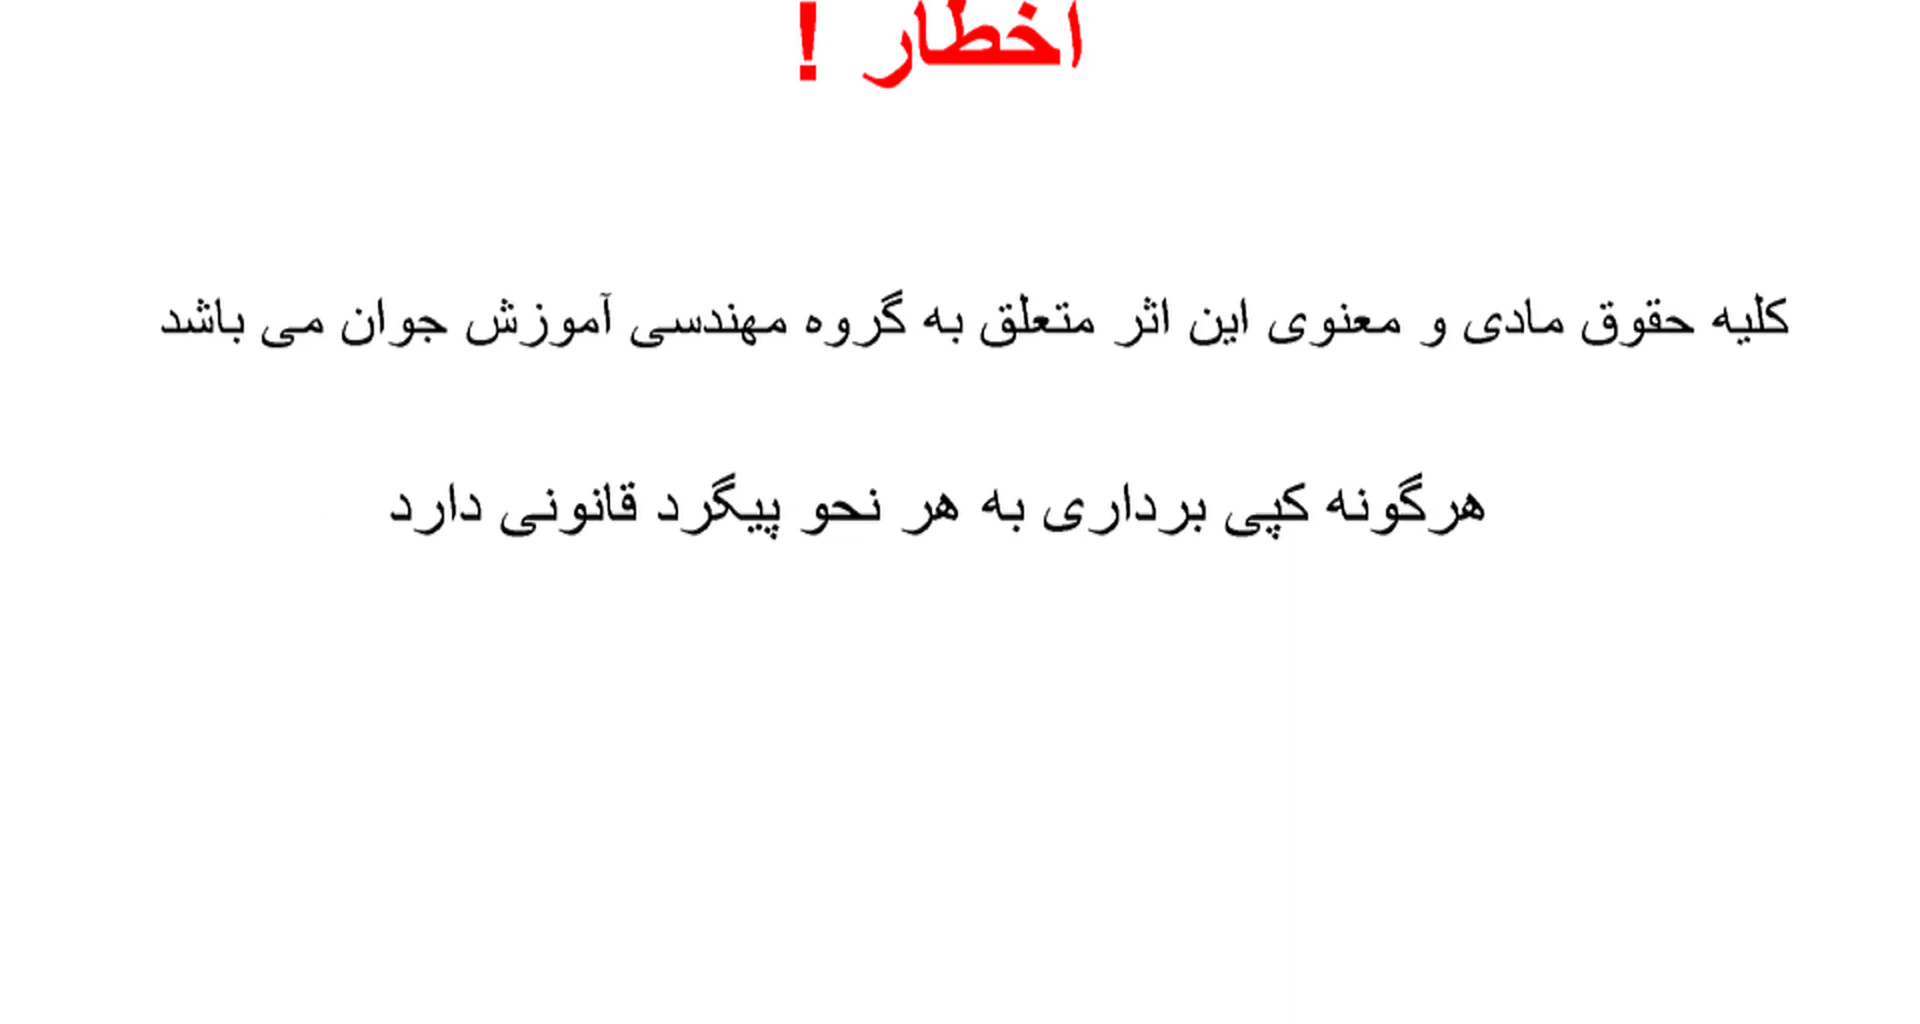 اخطار !
کلیه حقوق مادی و معنوی این اثر متعلق به گروه مهندسی آموزش جوان می باشد
هرگونه کپی برداری به هر نحو پیگرد قانونی دارد